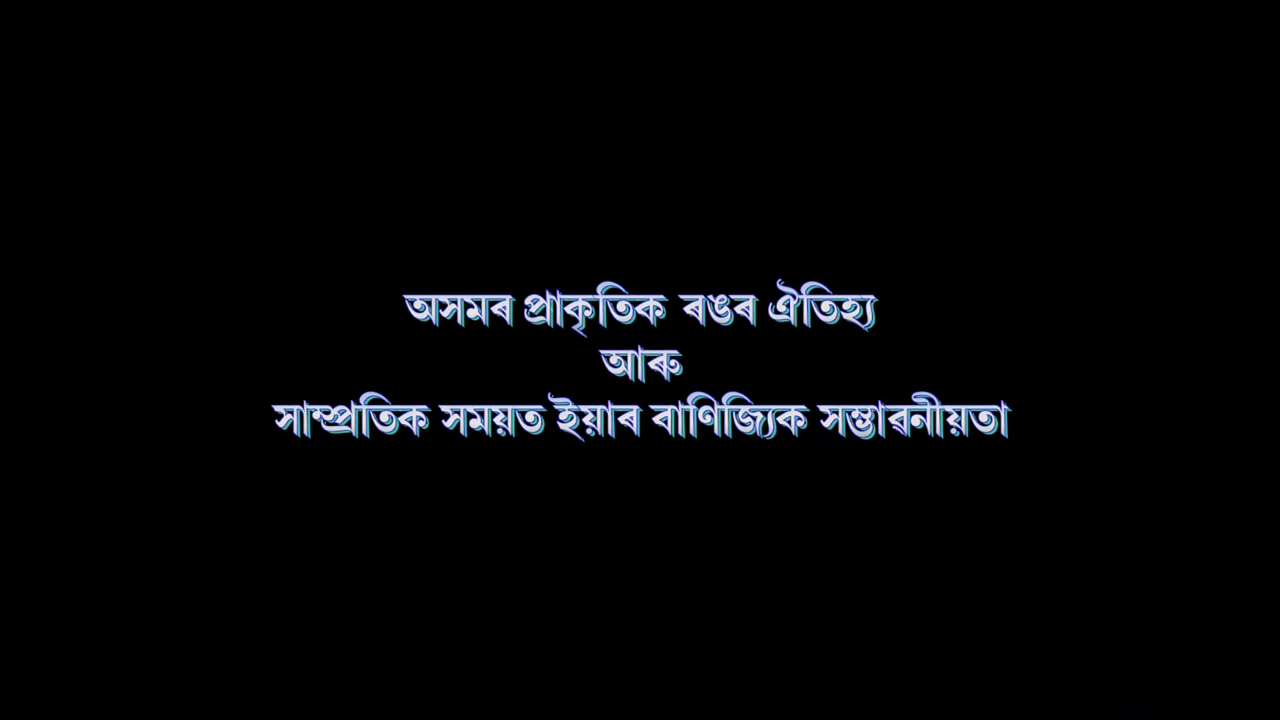 অসমৰ প্ৰাকৃতিক ৰঙৰ ঐতিহ্য
আৰু
সাম্প্ৰতিক সময়ত ইয়াৰ বাণিজ্যিক সম্ভাৱনীয়তা